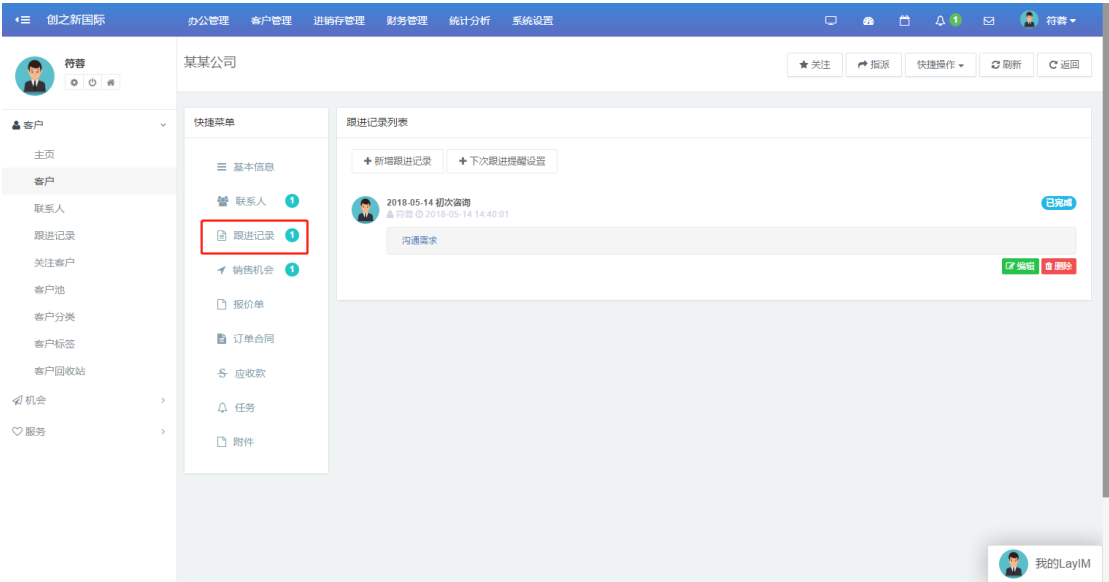 创之新国际 办公管理 客户管理 进销存管理 财务管理 统计分析 系统设置 1 符蓉
符蓉
客户
主页
客户
联系人
跟进记录
关注客户
客户池
客户分类
客户标签
客户回收站
机会
服务
某某公司 关注 指派 快捷操作 刷新 返回
快捷菜单
基本信息
联系人 1
跟进记录 1
销售机会 1
报价单
订单合同
应收款
任务
附件
跟进记录列表
新增跟进记录 下次跟进提醒设置
2018-05-14 初次咨询 已完成
符蓉 2018-05-14 14:40:01
沟通需求
编辑 删除
我的LayIM